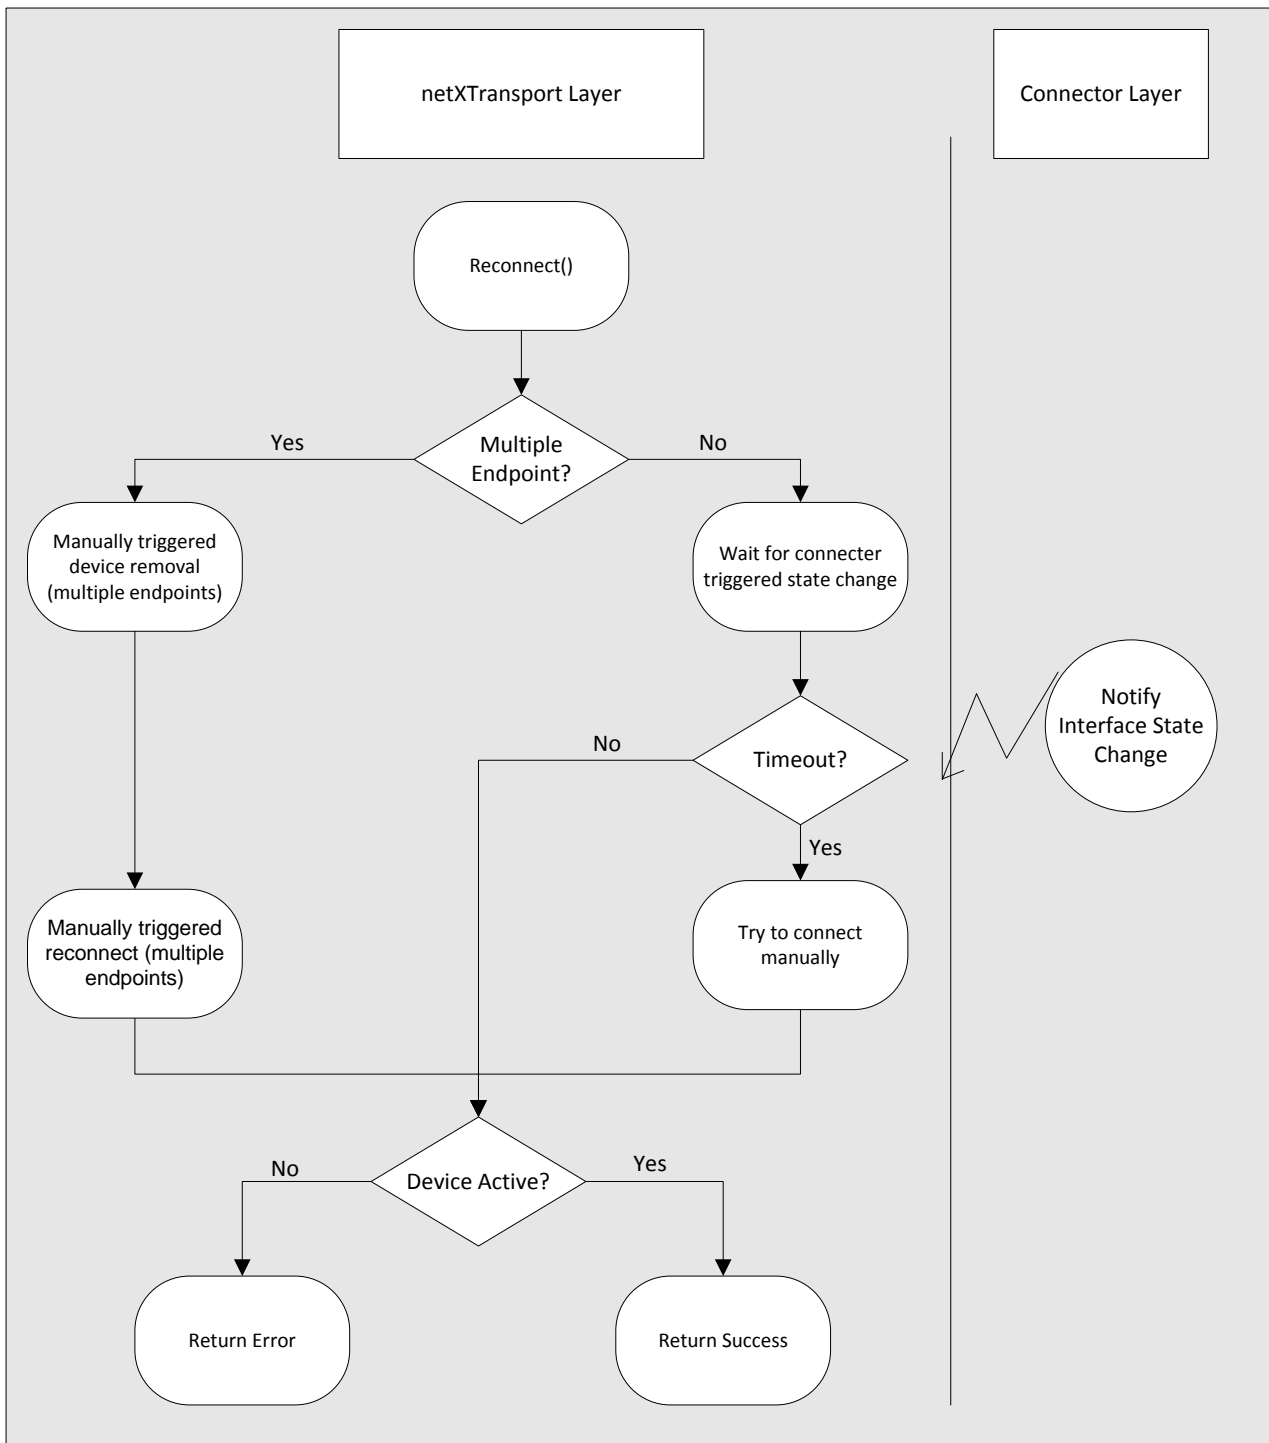 netXTransport Layer
Connector Layer
Reconnect()
Yes
Multiple
Endpoint?
No
Manually triggered
device removal
(multiple endpoints)
Wait for connecter
triggered state change
Notify
Interface State
Change
No
Timeout?
Yes
Manually triggered
reconnect (multiple
endpoints)
Try to connect
manually
No
Device Active?
Yes
Return Error
Return Success